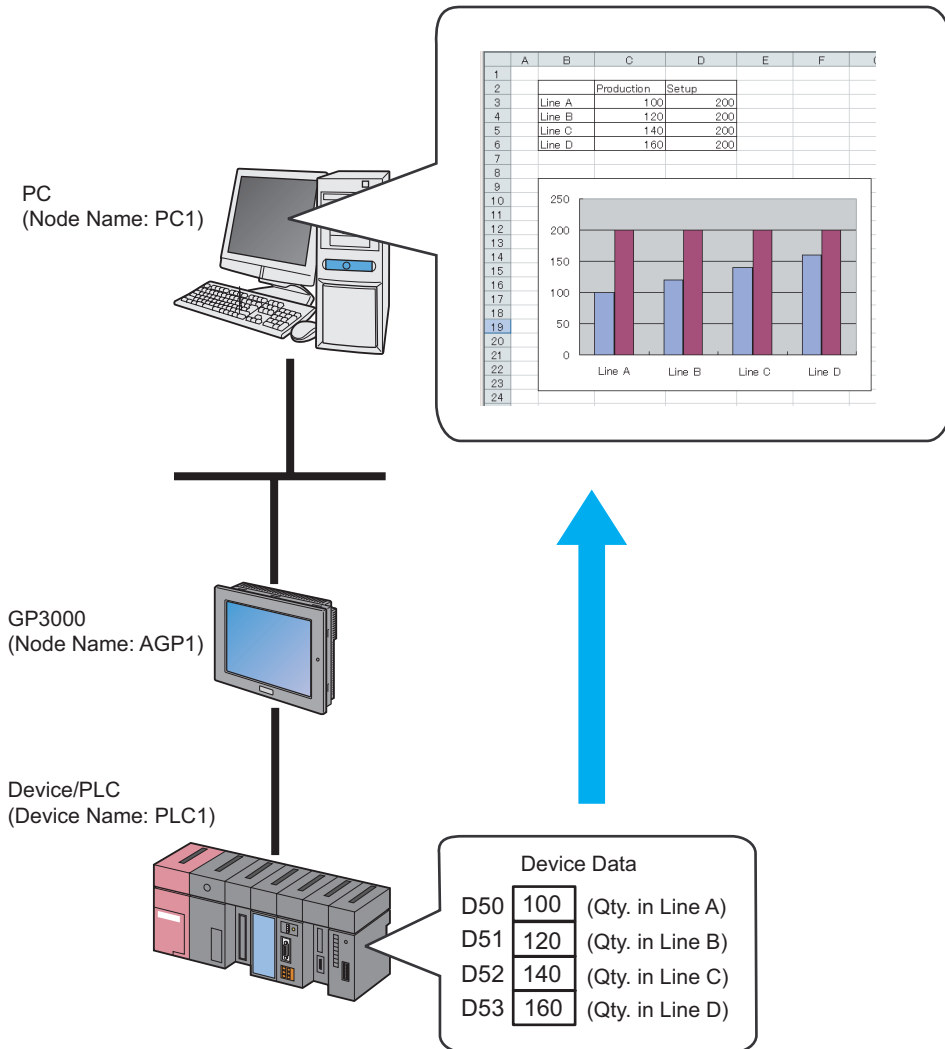 A B C D E F
1
2 Production Setup
3 Line A 100 200
4 Line B 120 200
5 Line C 140 200
6 Line D 160 200
7
8
9
10
11
12
13
14
15
16
17
18
19
20
21
22
23
24
250
200
150
100
50
0
Line A Line B Line C Line D
PC
(Node Name: PC1)
GP3000
(Node Name: AGP1)
Device/PLC
(Device Name: PLC1)
Device Data
D50 100 (Qty. in Line A)
D51 120 (Qty. in Line B)
D52 140 (Qty. in Line C)
D53 160 (Qty. in Line D)